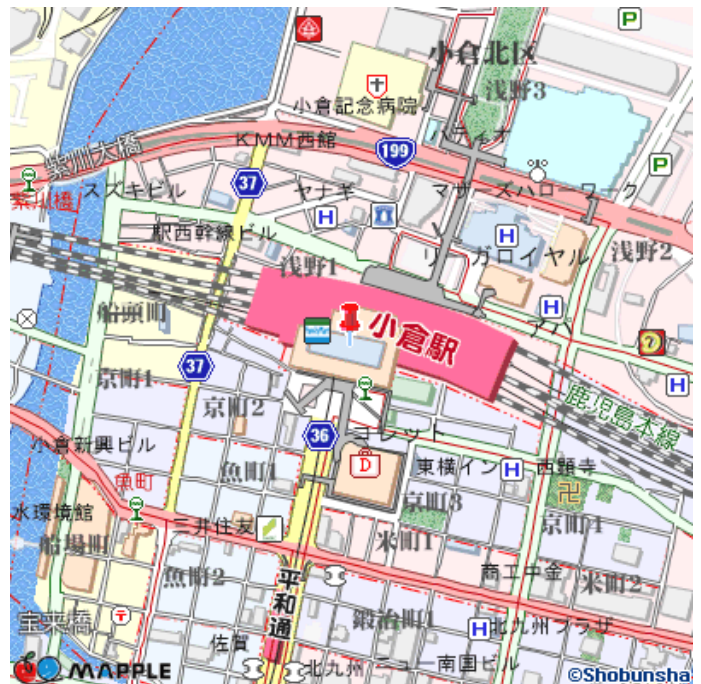 P
小倉北区
浅野3
小倉記念病院
パティオ
KMM西館
199
紫川大橋
P
37
スズキビル
ヤナギ
マザーズハローワーク
紫川橋
H
駅西幹線ビル
H
浅野2
リーガロイヤル
浅野1
船頭町
H
アパ
FamilyMart
小倉駅
?
37
京町1
H
鹿児島本線
京町2
36
コレット
小倉新興ビル
魚町1
D
東横イン
H
西顕寺
魚町
京町3
卍
水環境館
三井住友
京町4
船場町
米町1
魚町2
商工中金
米町2
平和通
宝来橋
〒
鍛冶町1
H
北九州プラザ
佐賀
北九州
ニュー南国ビル
MAPPLE
©Shobunsha